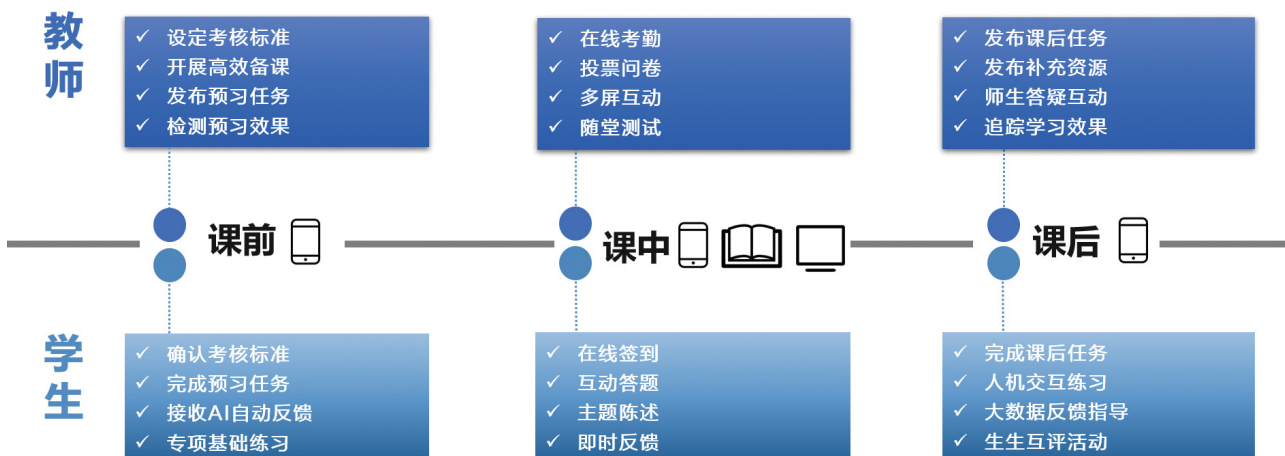 教师
✓ 设定考核标准
✓ 开展高效备课
✓ 发布预习任务
✓ 检测预习效果
✓ 在线考勤
✓ 投票问卷
✓ 多屏互动
✓ 随堂测试
✓ 发布课后任务
✓ 发布补充资源
✓ 师生答疑互动
✓ 追踪学习效果
课前
课中
课后
学生
✓ 确认考核标准
✓ 完成预习任务
✓ 接收AI自动反馈
✓ 专项基础练习
✓ 在线签到
✓ 互动答题
✓ 主题陈述
✓ 即时反馈
✓ 完成课后任务
✓ 人机交互练习
✓ 大数据反馈指导
✓ 生生互评活动